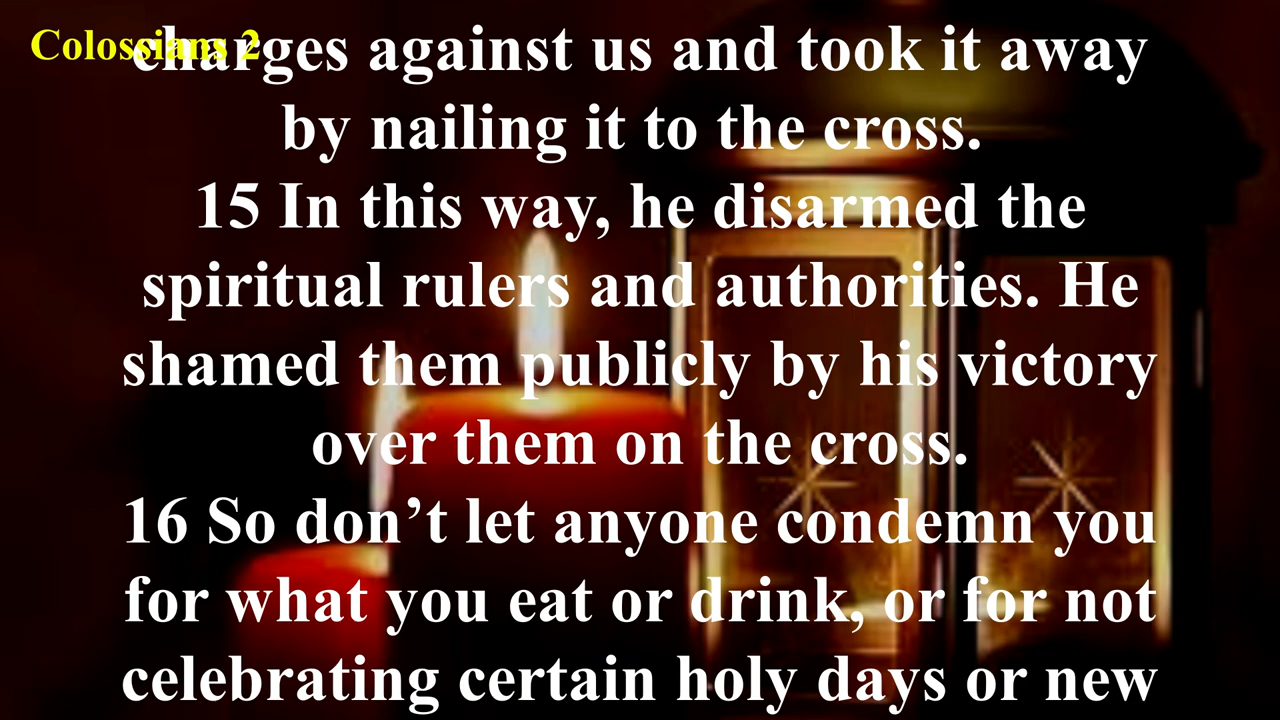 Colossians 2
charges against us and took it away
by nailing it to the cross.
15 In this way, he disarmed the
spiritual rulers and authorities. He
shamed them publicly by his victory
over them on the cross.
16 So don’t let anyone condemn you
for what you eat or drink, or for not
celebrating certain holy days or new